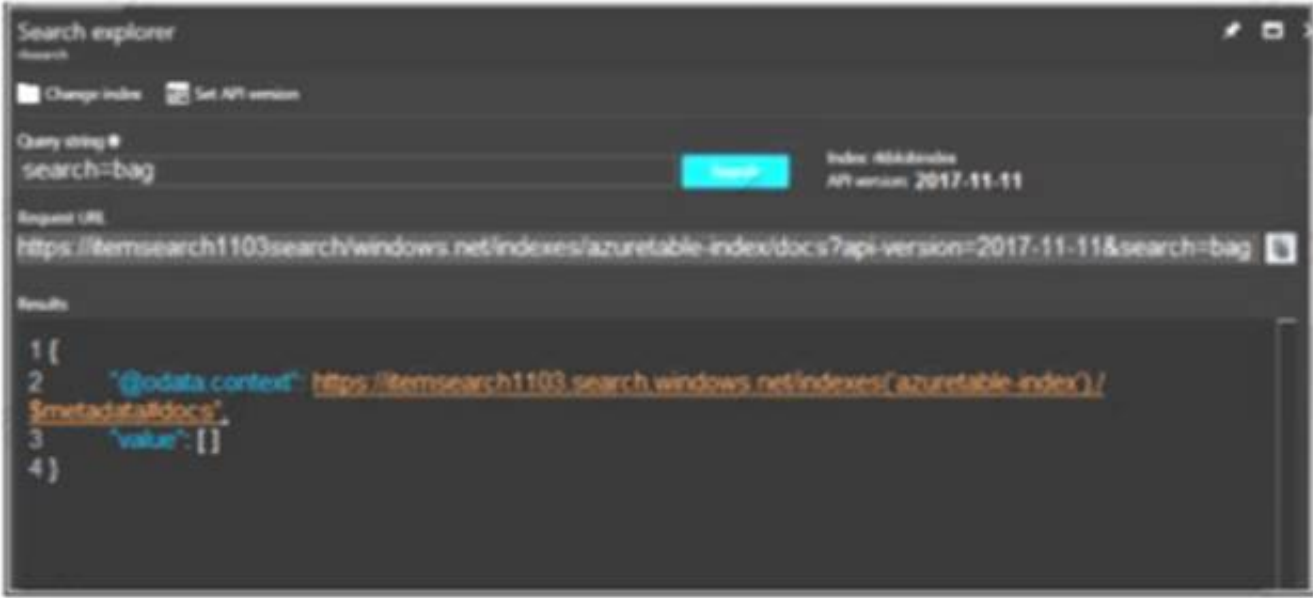 Search explorer
Change index Set API version
Query string
search=bag
Search
Index:
API version: 2017-11-11
Request URL
https://itemsearch1103search/windows.net/indexes/azuretable-index/docs?api-version=2017-11-11&search=bag
Results
1 {
2 "@odata.context": https://itemsearch1103.search.windows.net/indexes('azuretable-index') /
$metadata#docs",
3 "value": [ ]
4 }